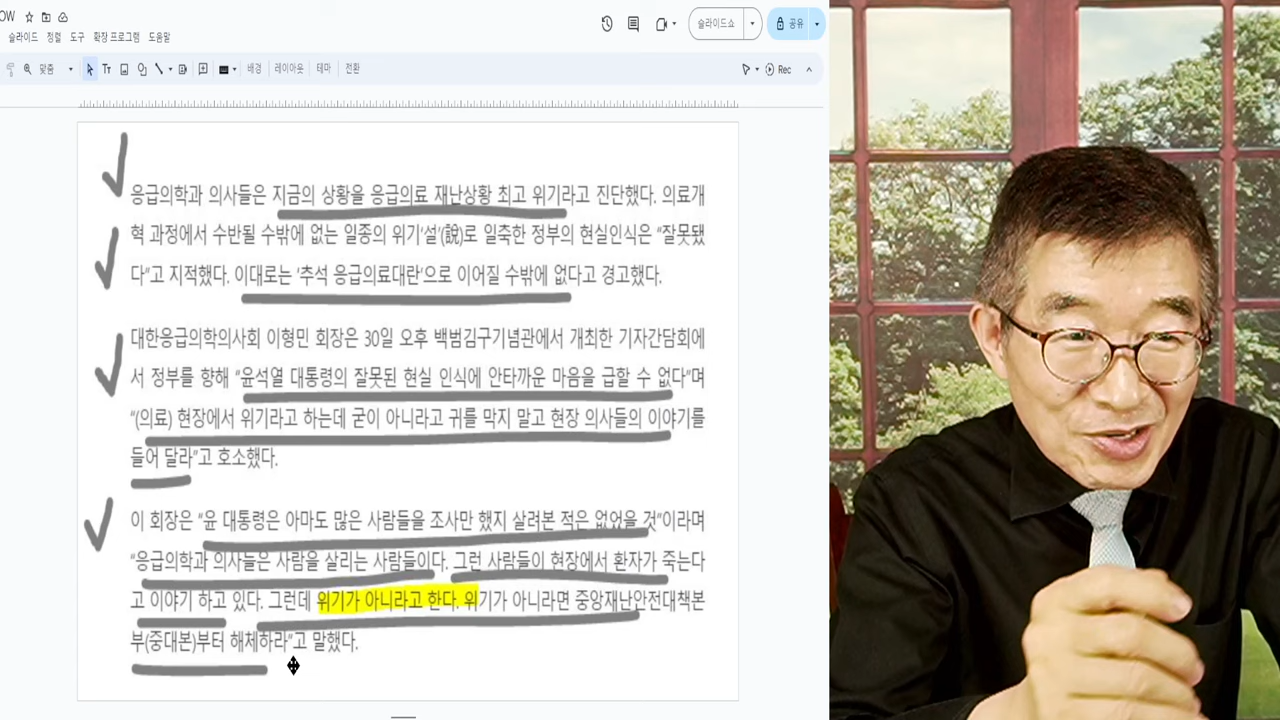 OW
슬라이드 정렬 도구 확장 프로그램 도움말
슬라이드쇼
공유
맞춤
Tт
배경 레이아웃 테마 전환
Rec
응급의학과 의사들은 지금의 상황을 응급의료 재난상황 최고 위기라고 진단했다. 의료개
혁 과정에서 수반될 수밖에 없는 일종의 위기‘설’(說)로 일축한 정부의 현실인식은 “잘못됐
다”고 지적했다. 이대로는 ‘추석 응급의료대란’으로 이어질 수밖에 없다고 경고했다.
대한응급의학의사회 이형민 회장은 30일 오후 백범김구기념관에서 개최한 기자간담회에
서 정부를 향해 “윤석열 대통령의 잘못된 현실 인식에 안타까운 마음을 급할 수 없다”며
“(의료) 현장에서 위기라고 하는데 굳이 아니라고 귀를 막지 말고 현장 의사들의 이야기를
들어 달라”고 호소했다.
이 회장은 “윤 대통령은 아마도 많은 사람들을 조사만 했지 살려본 적은 없었을 것”이라며
“응급의학과 의사들은 사람을 살리는 사람들이다. 그런 사람들이 현장에서 환자가 죽는다
고 이야기 하고 있다. 그런데 위기가 아니라고 한다. 위기가 아니라면 중앙재난안전대책본
부(중대본)부터 해체하라”고 말했다.